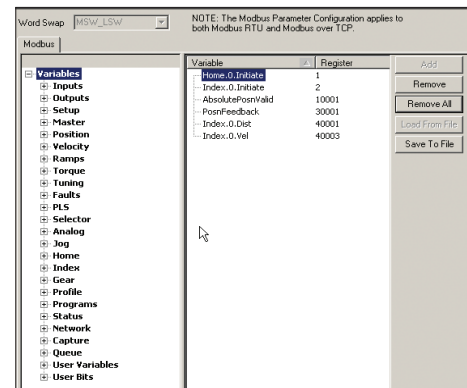 Word Swap MSW_LSW
NOTE: The Modbus Parameter Configuration applies to
both Modbus RTU and Modbus over TCP.
Modbus
Variables
Inputs
Outputs
Setup
Master
Position
Velocity
Ramps
Torque
Tuning
Faults
PLS
Selector
Analog
Jog
Home
Index
Gear
Profile
Programs
Status
Network
Capture
Queue
User Variables
User Bits
Variable Register
Home.0.Initiate 1
Index.0.Initiate 2
AbsolutePosnValid 10001
PosnFeedback 30001
Index.0.Dist 40001
Index.0.Vel 40003
Add
Remove
Remove All
Load From File
Save To File